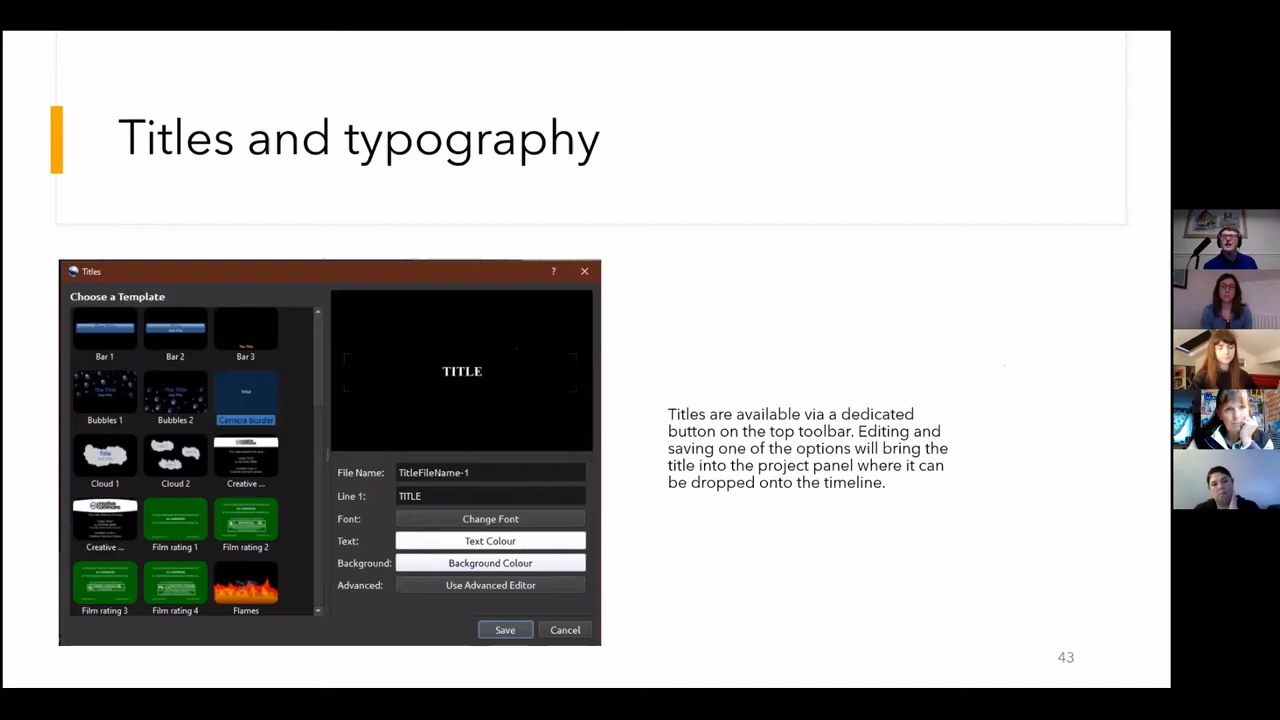 Titles and typography
Titles
?
Choose a Template
Bar 1
Bar 2
Bar 3
Bubbles 1
Bubbles 2
Camera border
Cloud 1
Cloud 2
Creative ...
Creative ...
Film rating 1
Film rating 2
Film rating 3
Film rating 4
Flames
TITLE
File Name: TitleFileName-1
Line 1: TITLE
Font: Change Font
Text: Text Colour
Background: Background Colour
Advanced: Use Advanced Editor
Save Cancel
Titles are available via a dedicated
button on the top toolbar. Editing and
saving one of the options will bring the
title into the project panel where it can
be dropped onto the timeline.
43